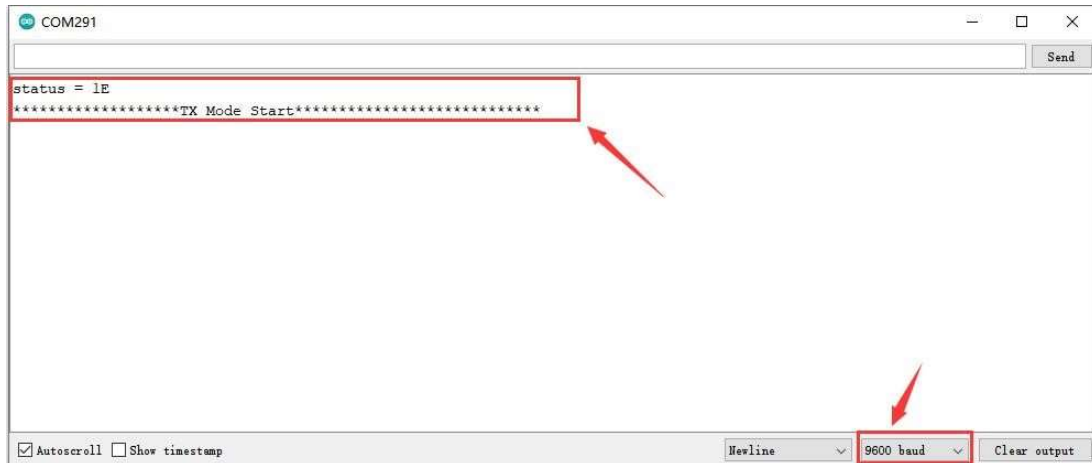 COM291
Send
status = 1E
*******************TX Mode Start****************************
Autoscroll Show timestamp Newline 9600 baud Clear output